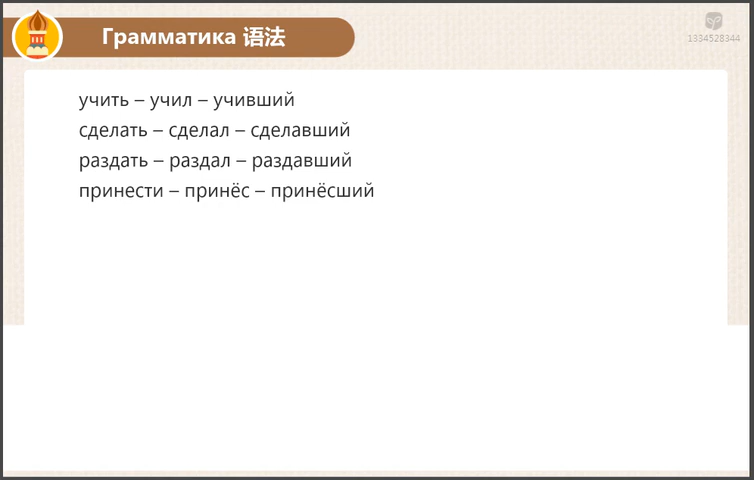 Грамматика 语法
1334528344
учить – учил – учивший
сделать – сделал – сделавший
раздать – раздал – раздавший
принести – принёс – принёсший